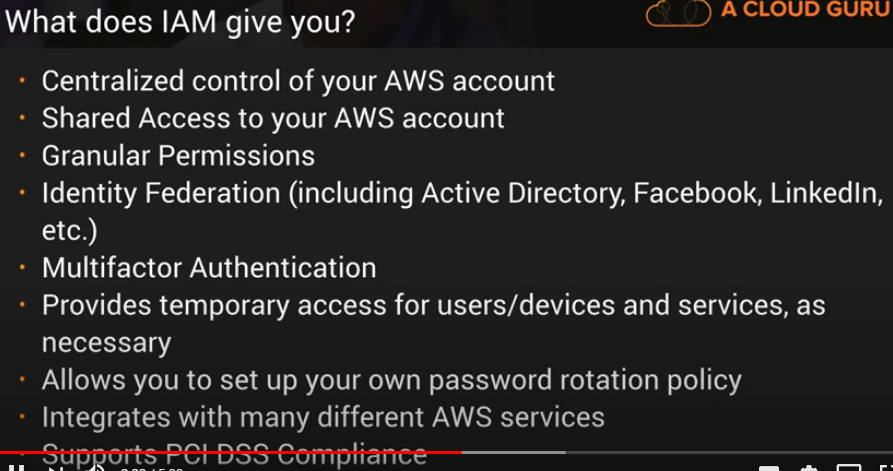 What does IAM give you?
A CLOUD GURU
• Centralized control of your AWS account
• Shared Access to your AWS account
• Granular Permissions
• Identity Federation (including Active Directory, Facebook, LinkedIn,
etc.)
• Multifactor Authentication
• Provides temporary access for users/devices and services, as
necessary
• Allows you to set up your own password rotation policy
• Integrates with many different AWS services
• Supports PCI DSS Compliance